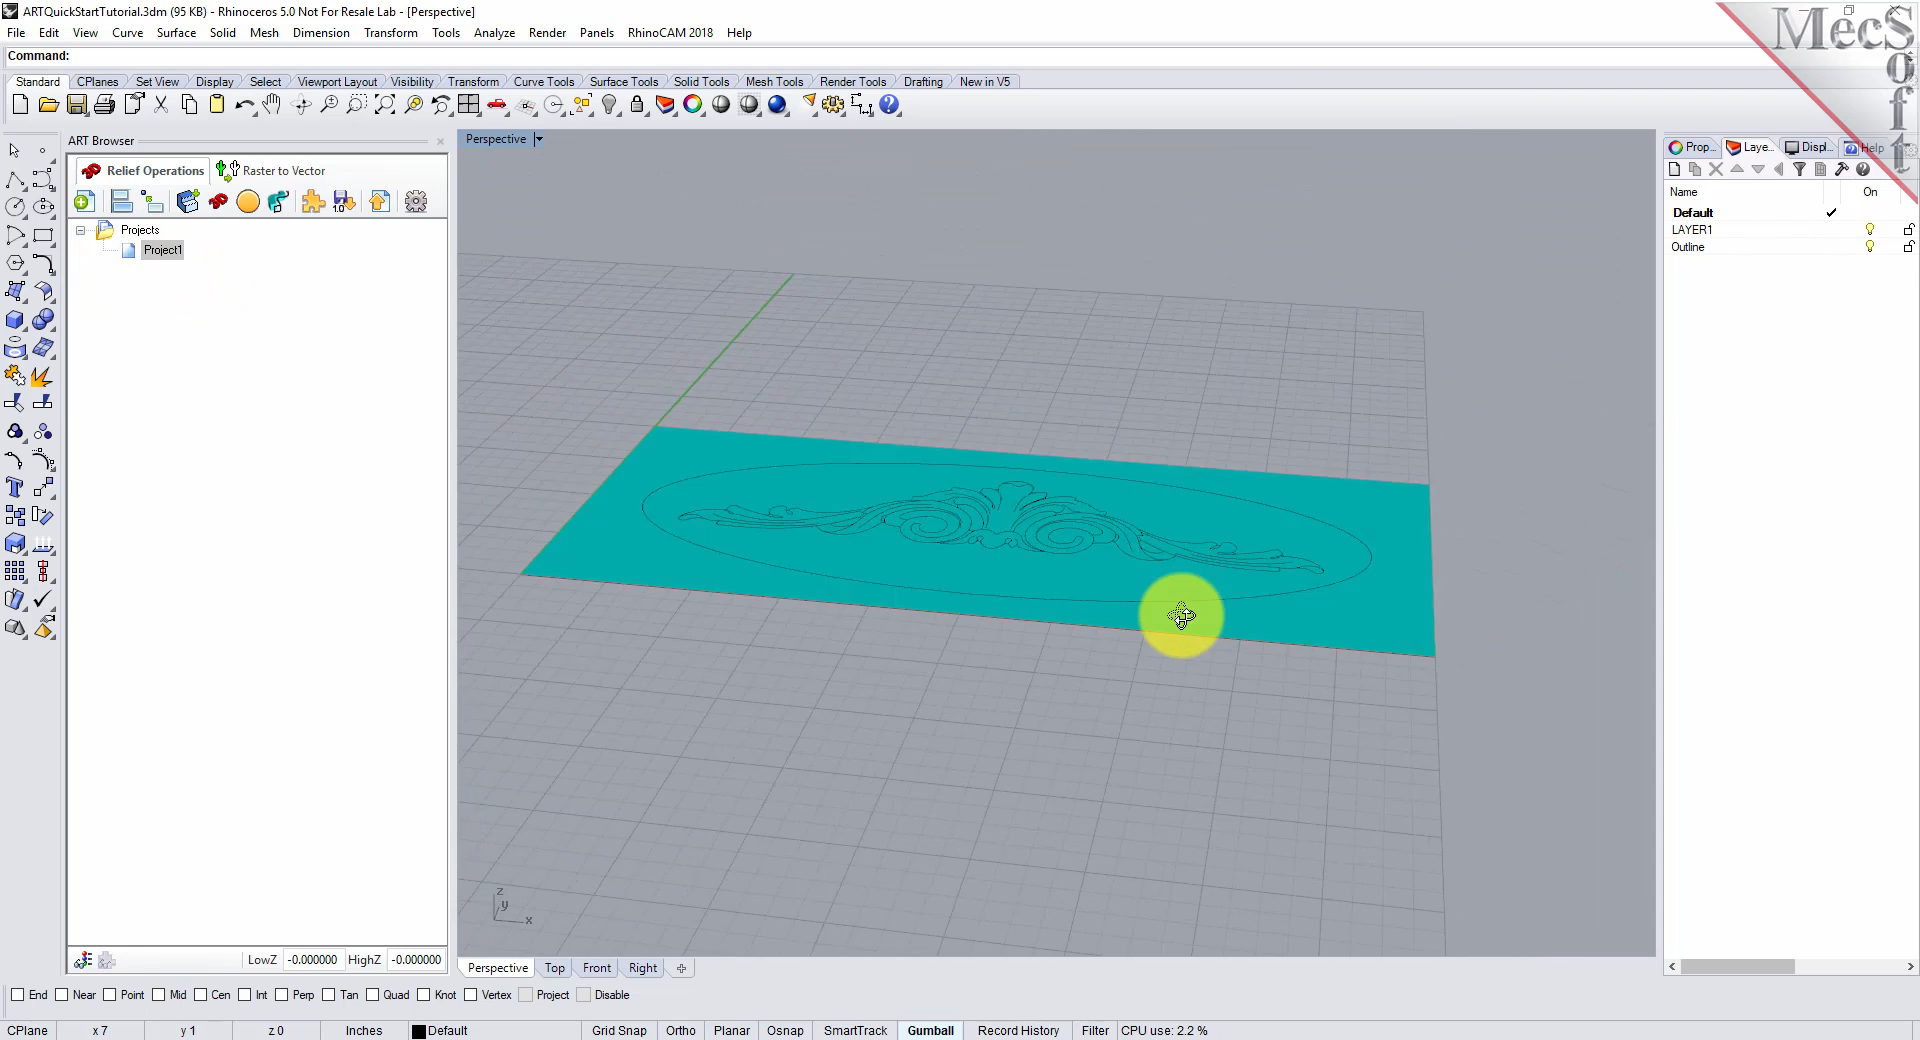 ARTQuickStartTutorial.3dm (95 KB) - Rhinoceros 5.0 Not For Resale Lab - [Perspective]
File Edit View Curve Surface Solid Mesh Dimension Transform Tools Analyze Render Panels RhinoCAM 2018 Help
Command:
Standard CPlanes Set View Display Select Viewport Layout Visibility Transform Curve Tools Surface Tools Solid Tools Mesh Tools Render Tools Drafting New in V5
MecSoft
ART Browser
Perspective
Prop... Laye... Displ... Help
Relief Operations Raster to Vector
1.0
Name On
Projects
Project1
Default
LAYER1
Outline
z
y
x
LowZ -0.000000 HighZ -0.000000
Perspective Top Front Right
End Near Point Mid Cen Int Perp Tan Quad Knot Vertex Project Disable
CPlane x 7 y 1 z 0 Inches Default Grid Snap Ortho Planar Osnap SmartTrack Gumball Record History Filter CPU use: 2.2 %